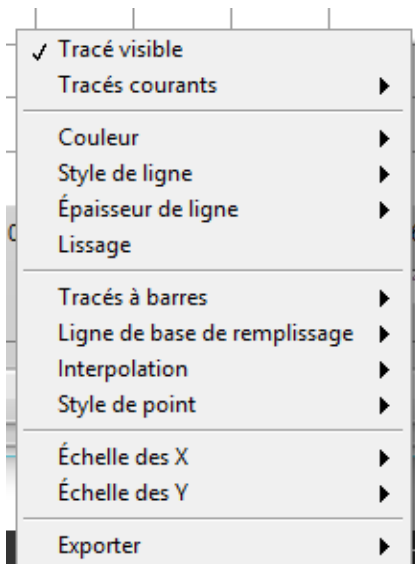 Tracé visible
Tracés courants
Couleur
Style de ligne
Épaisseur de ligne
Lissage
Tracés à barres
Ligne de base de remplissage
Interpolation
Style de point
Échelle des X
Échelle des Y
Exporter